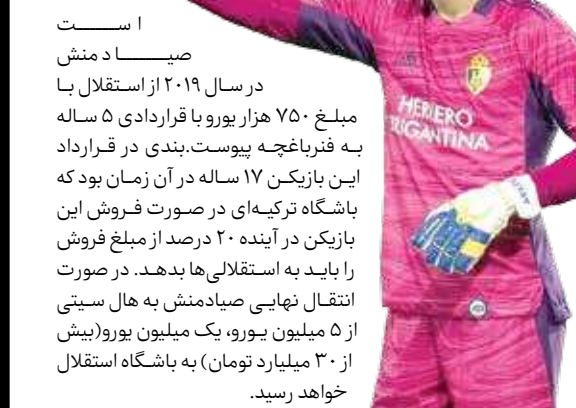 ا ســــت
صیــــــا د منش
در سال ۲۰۱۹ از استقلال با
مبلغ ۷۵۰ هزار یورو با قراردادی ۵ ساله
به فنرباغچه پیوست.بندی در قرارداد
این بازیکن ۱۷ ساله در آن زمان بود که
باشگاه ترکیه‌ای در صورت فروش این
بازیکن در آینده ۲۰ درصد از مبلغ فروش
را باید به استقلالی‌ها بدهد. در صورت
انتقال نهایی صیادمنش به هال سیتی
از ۵ میلیون یورو، یک میلیون یورو(بیش
از ۳۰ میلیارد تومان) به باشگاه استقلال
خواهد رسید.
HERRERO
BRIGANTINA